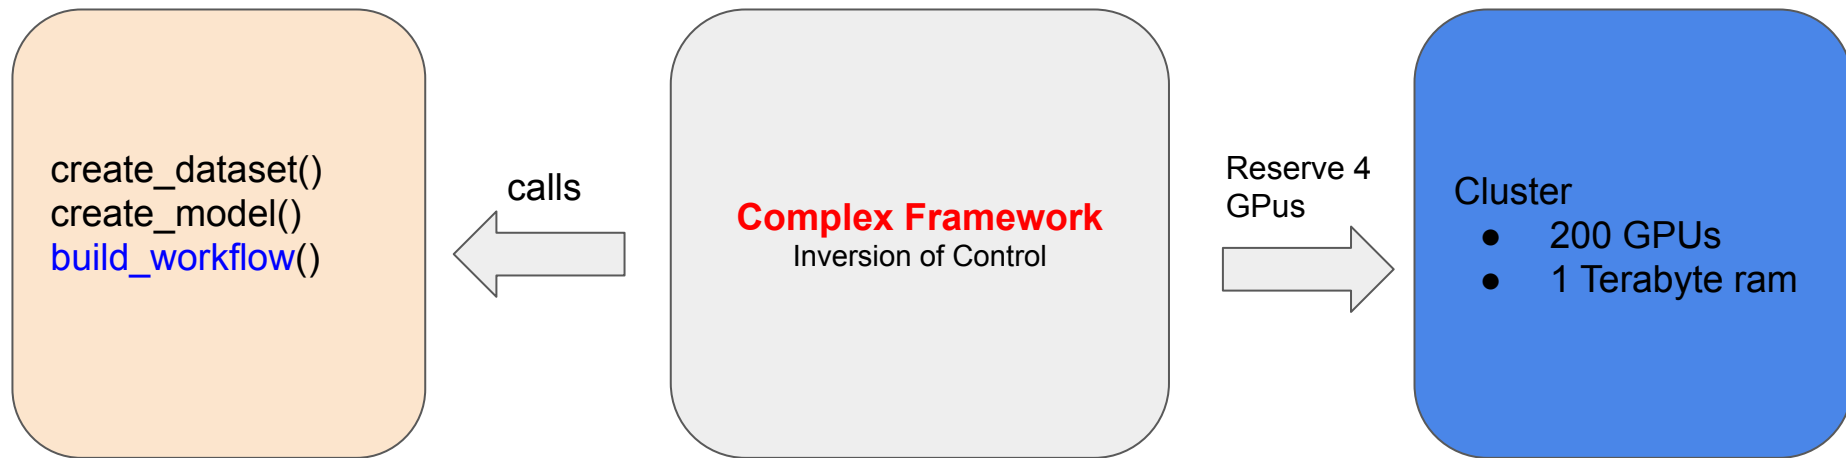 create_dataset()
create_model()
build_workflow()
calls
Complex Framework
Inversion of Control
Reserve 4
GPus
Cluster
● 200 GPUs
● 1 Terabyte ram